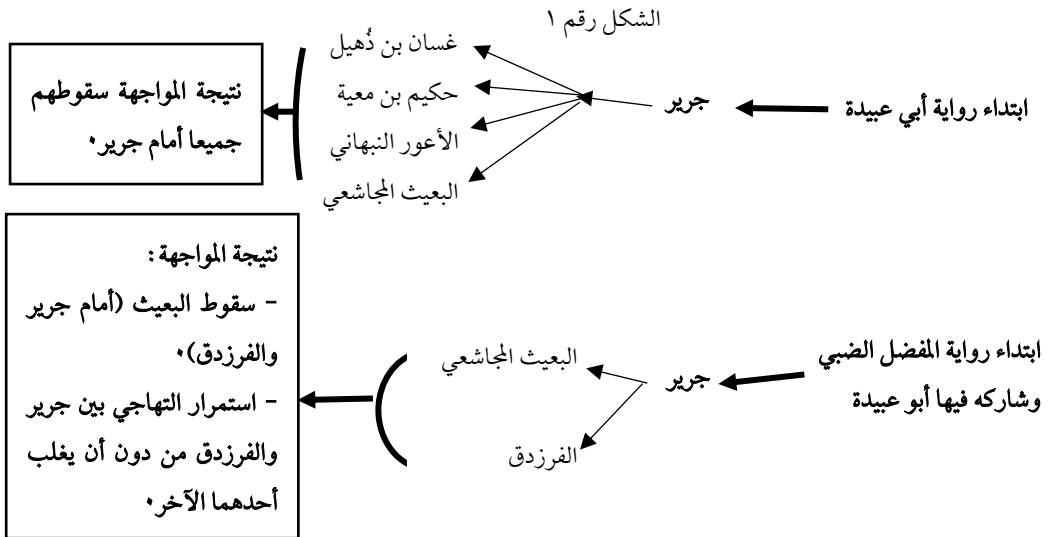 الشكل رقم ١
ابتداء رواية أبي عبيدة
جرير
غسان بن ذُهيل
حكيم بن معية
الأعور النبهاني
البعيث المجاشعي
نتيجة المواجهة سقوطهم
جميعا أمام جرير.
ابتداء رواية المفضل الضبي
وشاركه فيها أبو عبيدة
جرير
البعيث المجاشعي
الفرزدق
نتيجة المواجهة:
- سقوط البعيث (أمام جرير
والفرزدق).
- استمرار التهاجي بين جرير
والفرزدق من دون أن يغلب
أحدهما الآخر.